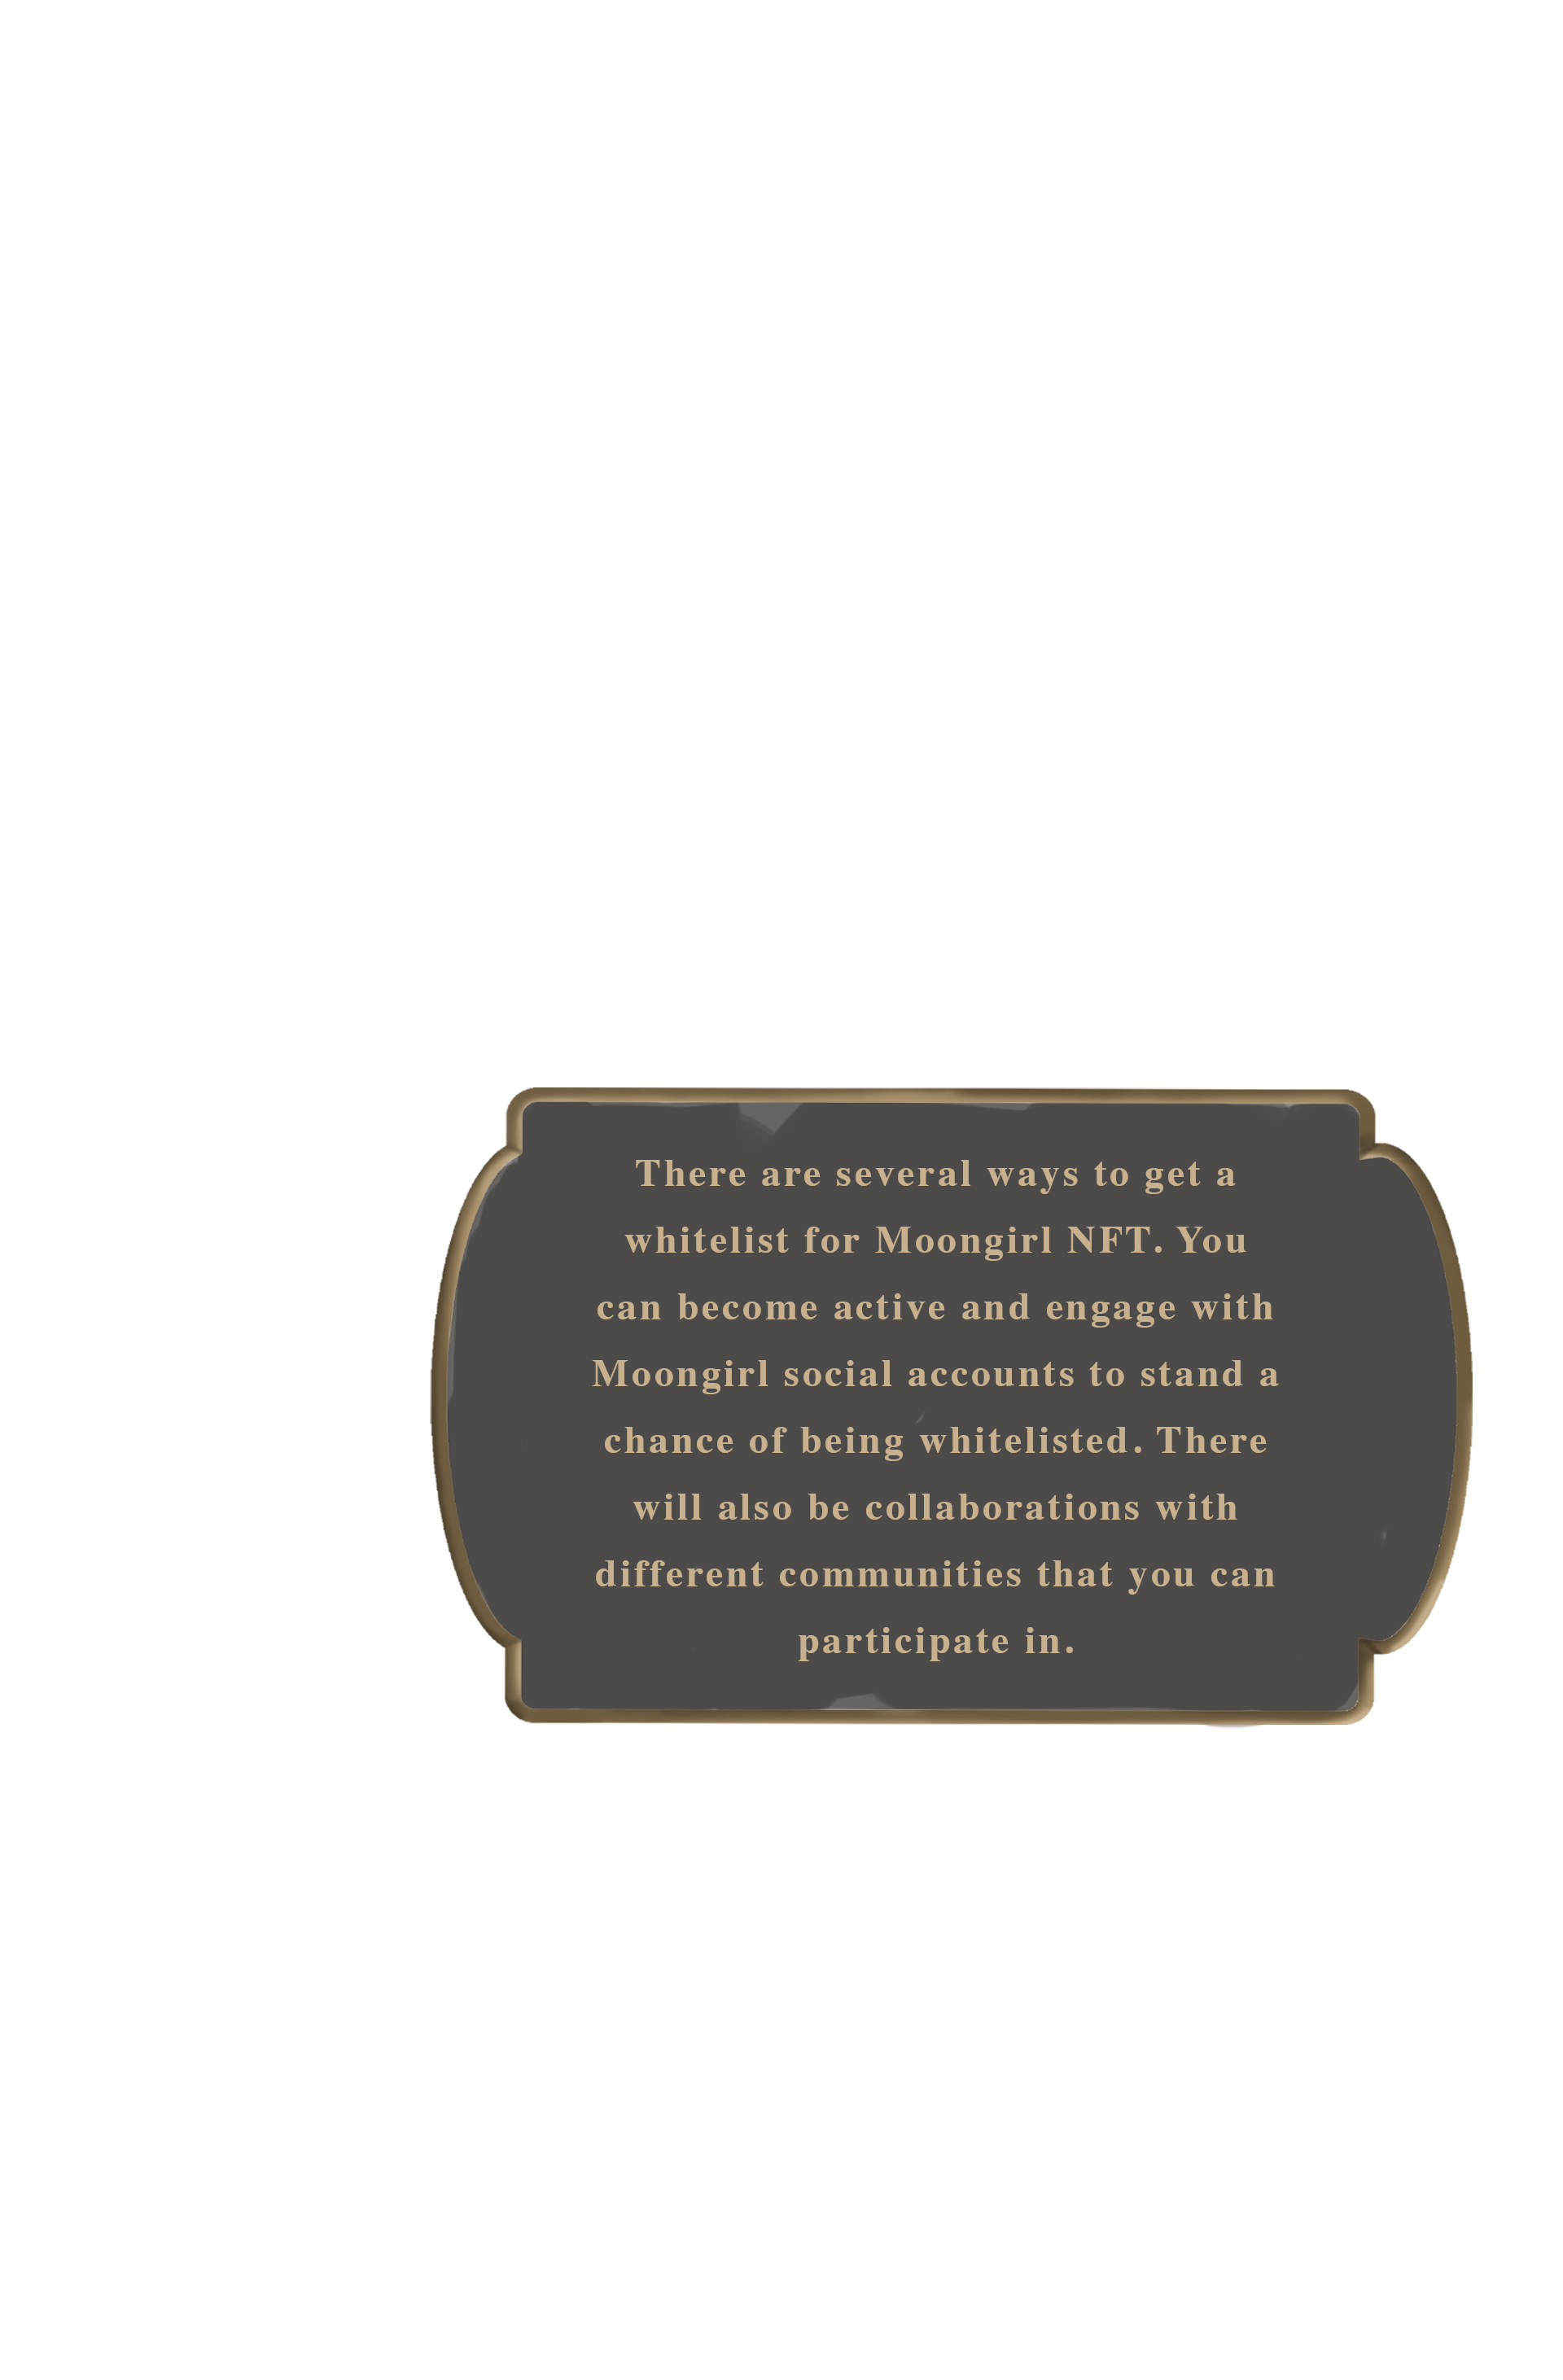 There are several ways to get a
whitelist for Moongirl NFT. You
can become active and engage with
Moongirl social accounts to stand a
chance of being whitelisted. There
will also be collaborations with
different communities that you can
participate in.